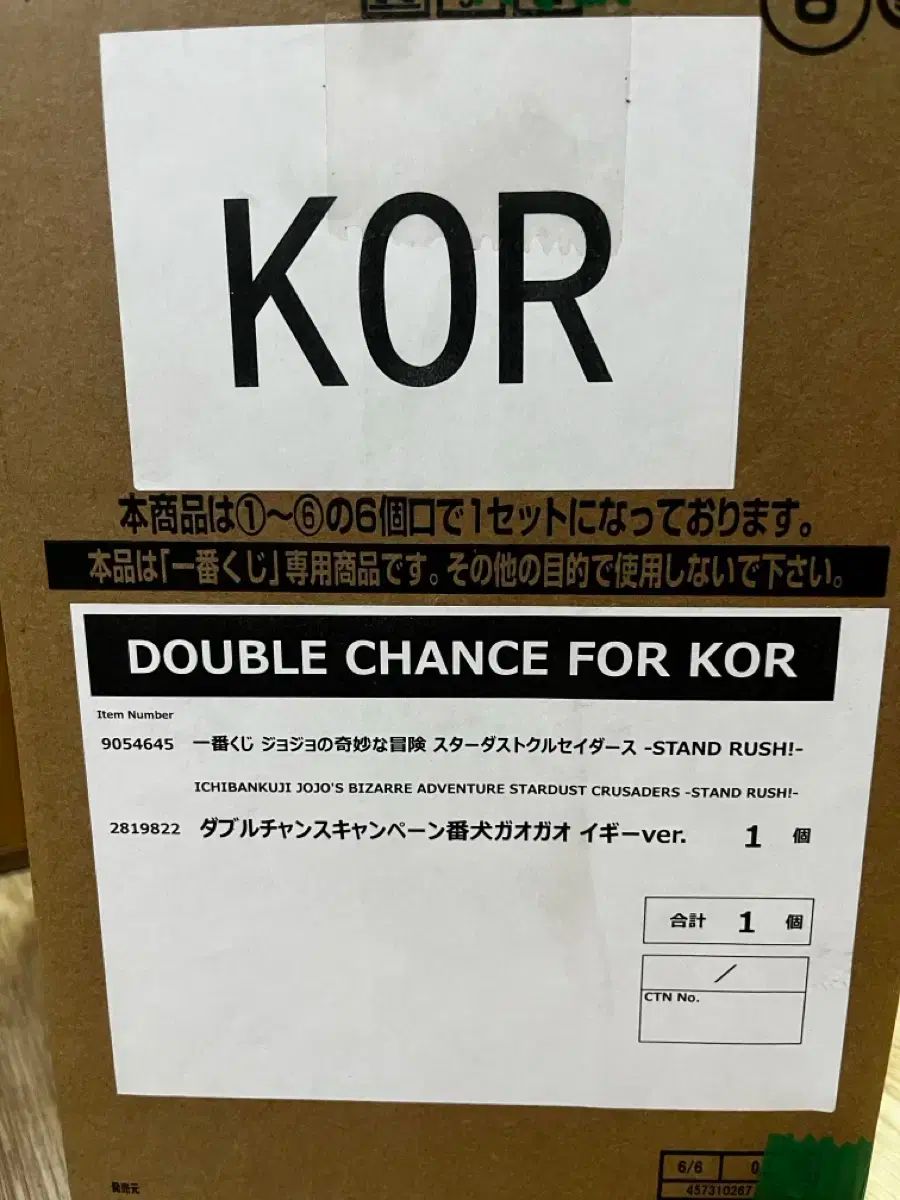 KOR
本商品は①～⑥の6個口で1セットになっております。
本品は「一番くじ」専用商品です。その他の目的で使用しないで下さい。
DOUBLE CHANCE FOR KOR
Item Number
9054645 一番くじ ジョジョの奇妙な冒険 スターダストクルセイダース -STAND RUSH!-
ICHIBANKUJI JOJO'S BIZARRE ADVENTURE STARDUST CRUSADERS -STAND RUSH!-
2819822 ダブルチャンスキャンペーン番犬ガオガオ イギーver. 1 個
合計 1 個
/
CTN No.
6/6 0
発売元 457310267